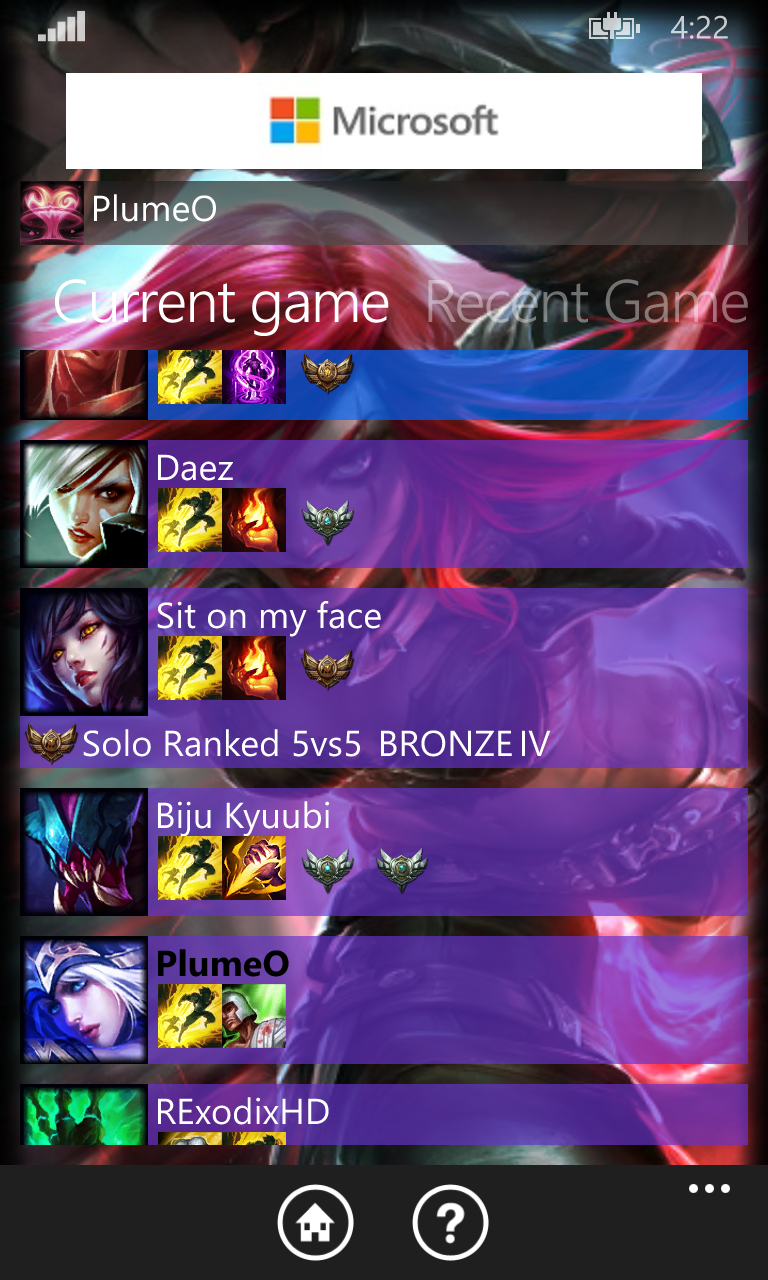 4:22
Microsoft
PlumeO
Current game Recent Game
Daez
Sit on my face
Solo Ranked 5vs5 BRONZE IV
Biju Kyuubi
PlumeO
RExodixHD
?